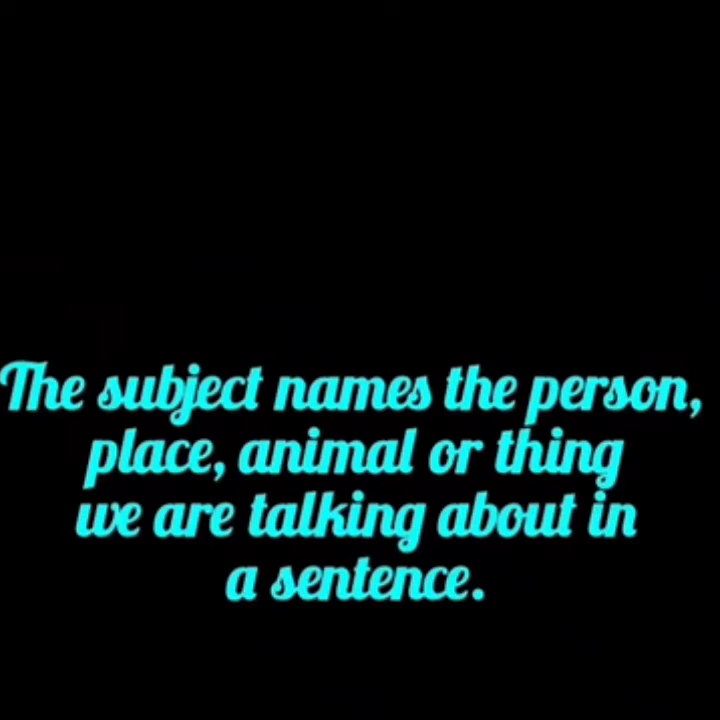 The subject names the person,
place, animal or thing
we are talking about in
a sentence.